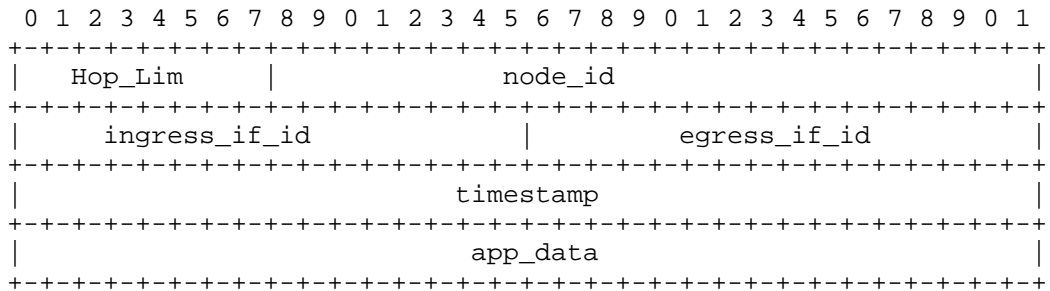 0 1 2 3 4 5 6 7 8 9 0 1 2 3 4 5 6 7 8 9 0 1 2 3 4 5 6 7 8 9 0 1
+-+-+-+-+-+-+-+-+-+-+-+-+-+-+-+-+-+-+-+-+-+-+-+-+-+-+-+-+-+-+-+-+
|   Hop_Lim     |              node_id                          |
+-+-+-+-+-+-+-+-+-+-+-+-+-+-+-+-+-+-+-+-+-+-+-+-+-+-+-+-+-+-+-+-+
|     ingress_if_id             |         egress_if_id          |
+-+-+-+-+-+-+-+-+-+-+-+-+-+-+-+-+-+-+-+-+-+-+-+-+-+-+-+-+-+-+-+-+
|                           timestamp                           |
+-+-+-+-+-+-+-+-+-+-+-+-+-+-+-+-+-+-+-+-+-+-+-+-+-+-+-+-+-+-+-+-+
|                            app_data                           |
+-+-+-+-+-+-+-+-+-+-+-+-+-+-+-+-+-+-+-+-+-+-+-+-+-+-+-+-+-+-+-+-+